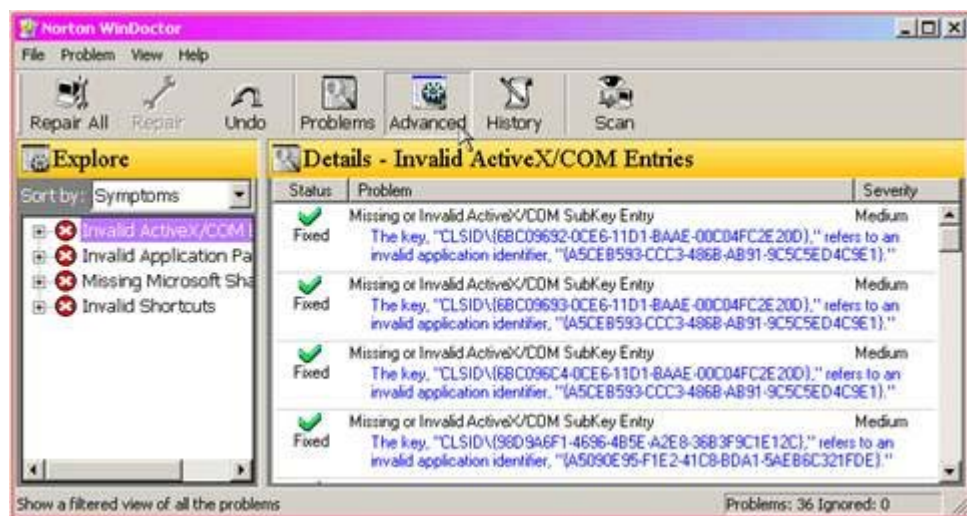 Norton WinDoctor
File Problem View Help
Repair All Repair Undo Problems Advanced History Scan
Explore
Sort by: Symptoms
Invalid ActiveX/COM
Invalid Application Pa
Missing Microsoft Sha
Invalid Shortcuts
Details - Invalid ActiveX/COM Entries
Status Problem Severity
Missing or Invalid ActiveX/COM SubKey Entry Medium
Fixed The key, "CLSID\{6BC09692-0CE6-11D1-BAAE-00C04FC2E20D}," refers to an
invalid application identifier, "{A5CEB593-CCC3-486B-AB91-9C5C5ED4C9E1}."
Missing or Invalid ActiveX/COM SubKey Entry Medium
Fixed The key, "CLSID\{6BC09693-0CE6-11D1-BAAE-00C04FC2E20D}," refers to an
invalid application identifier, "{A5CEB593-CCC3-486B-AB91-9C5C5ED4C9E1}."
Missing or Invalid ActiveX/COM SubKey Entry Medium
Fixed The key, "CLSID\{6BC096C4-0CE6-11D1-BAAE-00C04FC2E20D}," refers to an
invalid application identifier, "{A5CEB593-CCC3-486B-AB91-9C5C5ED4C9E1}."
Missing or Invalid ActiveX/COM SubKey Entry Medium
Fixed The key, "CLSID\{98D9A6F1-4696-4B5E-A2E8-36B3F9C1E12C}," refers to an
invalid application identifier, "{A5090E95-F1E2-41C8-BDA1-5AEB6C321FDE}."
Show a filtered view of all the problems
Problems: 36 Ignored: 0